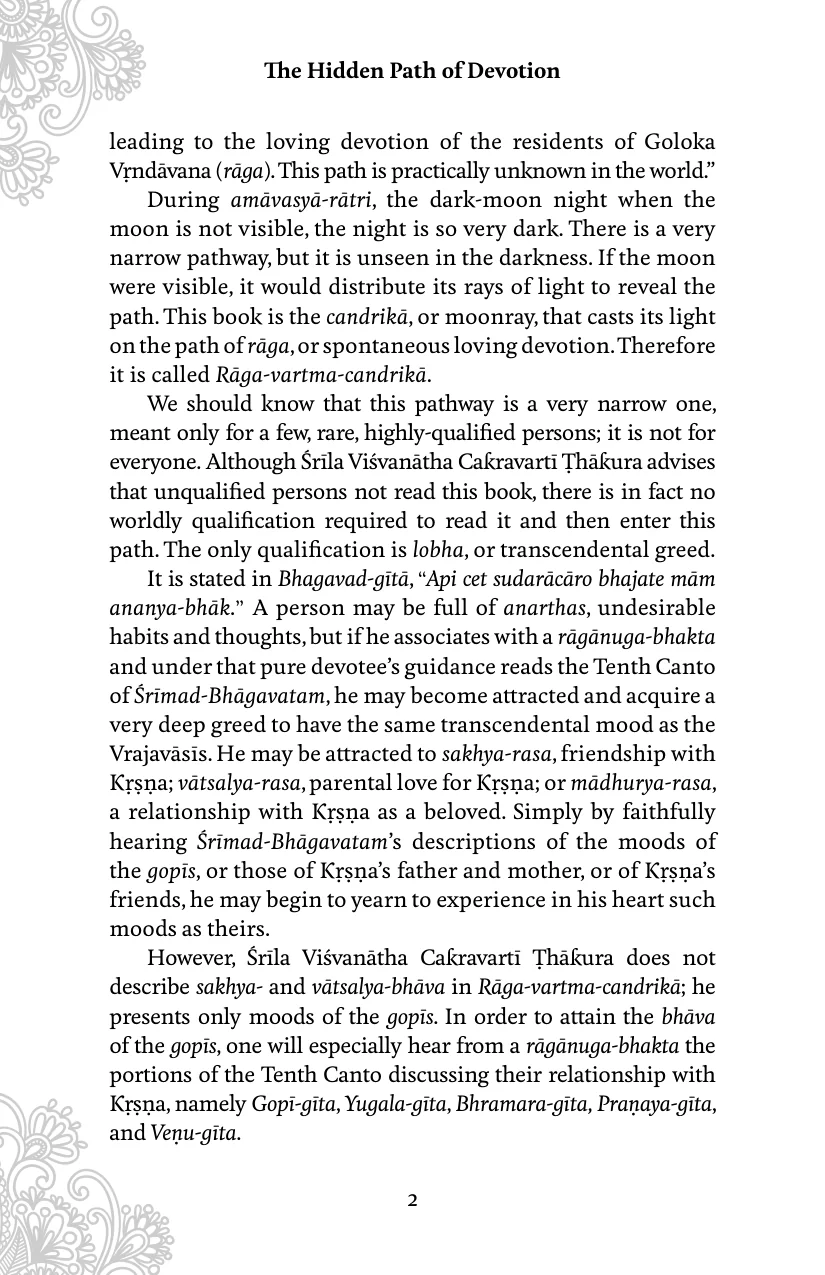 The Hidden Path of Devotion
leading to the loving devotion of the residents of Goloka
Vṛndāvana (rāga). This path is practically unknown in the world.”
During amāvasyā-rātri, the dark-moon night when the
moon is not visible, the night is so very dark. There is a very
narrow pathway, but it is unseen in the darkness. If the moon
were visible, it would distribute its rays of light to reveal the
path. This book is the candrikā, or moonray, that casts its light
on the path of rāga, or spontaneous loving devotion. Therefore
it is called Rāga-vartma-candrikā.
We should know that this pathway is a very narrow one,
meant only for a few, rare, highly-qualified persons; it is not for
everyone. Although Śrīla Viśvanātha Cakravartī Ṭhākura advises
that unqualified persons not read this book, there is in fact no
worldly qualification required to read it and then enter this
path. The only qualification is lobha, or transcendental greed.
It is stated in Bhagavad-gītā, “Api cet sudarācāro bhajate mām
ananya-bhāk.” A person may be full of anarthas, undesirable
habits and thoughts, but if he associates with a rāgānuga-bhakta
and under that pure devotee’s guidance reads the Tenth Canto
of Śrīmad-Bhāgavatam, he may become attracted and acquire a
very deep greed to have the same transcendental mood as the
Vrajavāsīs. He may be attracted to sakhya-rasa, friendship with
Kṛṣṇa; vātsalya-rasa, parental love for Kṛṣṇa; or mādhurya-rasa,
a relationship with Kṛṣṇa as a beloved. Simply by faithfully
hearing Śrīmad-Bhāgavatam’s descriptions of the moods of
the gopīs, or those of Kṛṣṇa’s father and mother, or of Kṛṣṇa’s
friends, he may begin to yearn to experience in his heart such
moods as theirs.
However, Śrīla Viśvanātha Cakravartī Ṭhākura does not
describe sakhya- and vātsalya-bhāva in Rāga-vartma-candrikā; he
presents only moods of the gopīs. In order to attain the bhāva
of the gopīs, one will especially hear from a rāgānuga-bhakta the
portions of the Tenth Canto discussing their relationship with
Kṛṣṇa, namely Gopī-gīta, Yugala-gīta, Bhramara-gīta, Praṇaya-gīta,
and Veṇu-gīta.
2